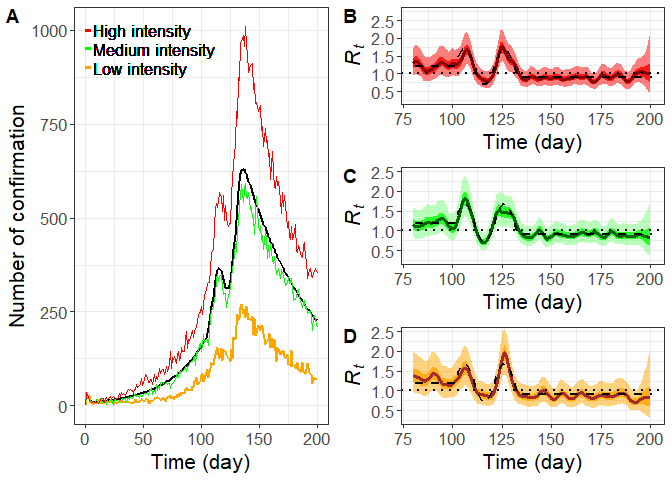 A
High intensity
Medium intensity
Low intensity
Number of confirmation
1000
750
500
250
0
0 50 100 150 200
Time (day)
B
Rt
2.5
2.0
1.5
1.0
0.5
75 100 125 150 175 200
Time (day)
C
Rt
2.5
2.0
1.5
1.0
0.5
75 100 125 150 175 200
Time (day)
D
Rt
2.5
2.0
1.5
1.0
0.5
75 100 125 150 175 200
Time (day)